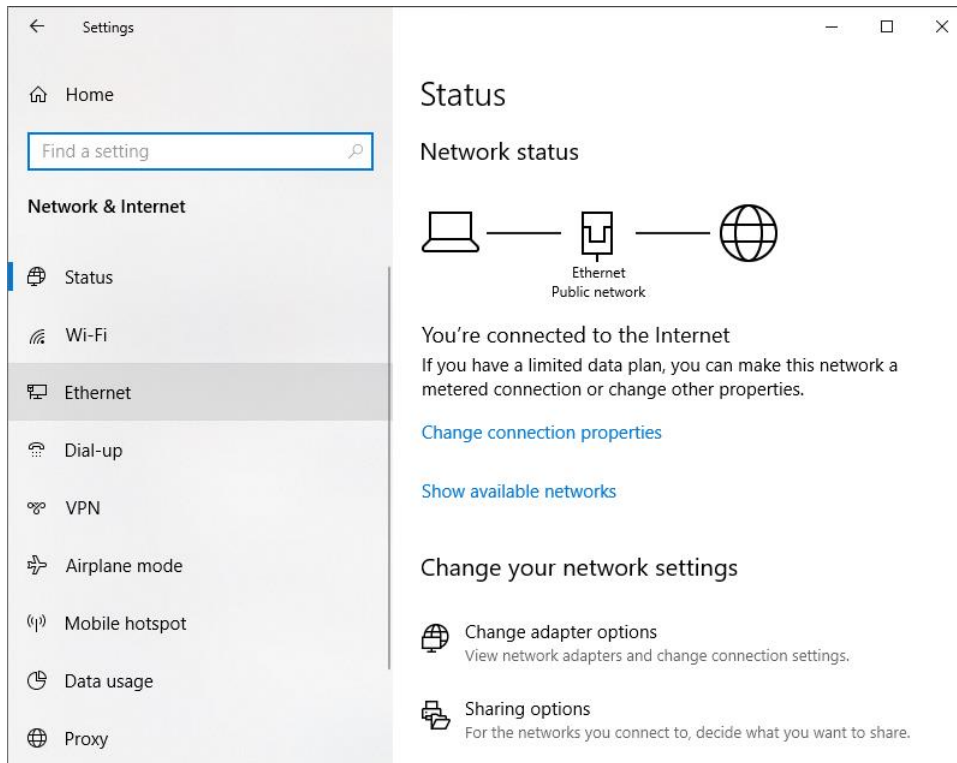 Settings
Home
Find a setting
Network & Internet
Status
Wi-Fi
Ethernet
Dial-up
VPN
Airplane mode
Mobile hotspot
Data usage
Proxy
Status
Network status
Ethernet
Public network
You’re connected to the Internet
If you have a limited data plan, you can make this network a
metered connection or change other properties.
Change connection properties
Show available networks
Change your network settings
Change adapter options
View network adapters and change connection settings.
Sharing options
For the networks you connect to, decide what you want to share.